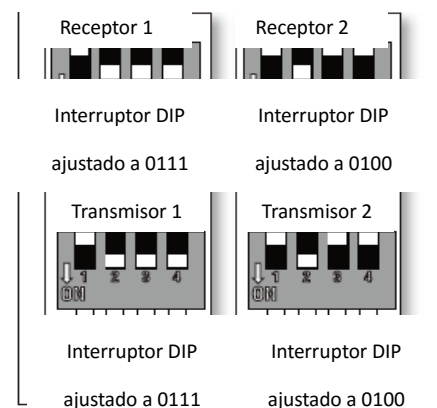 Receptor 1
Receptor 2
Interruptor DIP
ajustado a 0111
Interruptor DIP
ajustado a 0100
Transmisor 1
Transmisor 2
1 2 3 4
ON
1 2 3 4
ON
Interruptor DIP
ajustado a 0111
Interruptor DIP
ajustado a 0100